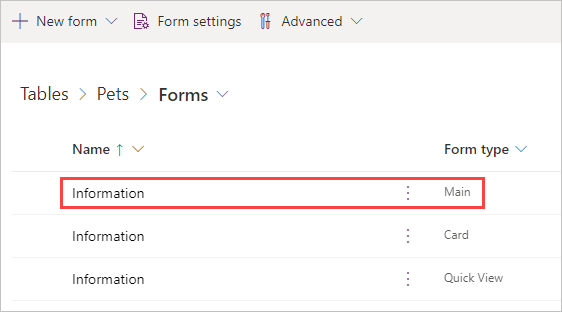 New form Form settings Advanced
Tables > Pets > Forms
Name ↑ Form type
Information Main
Information Card
Information Quick View